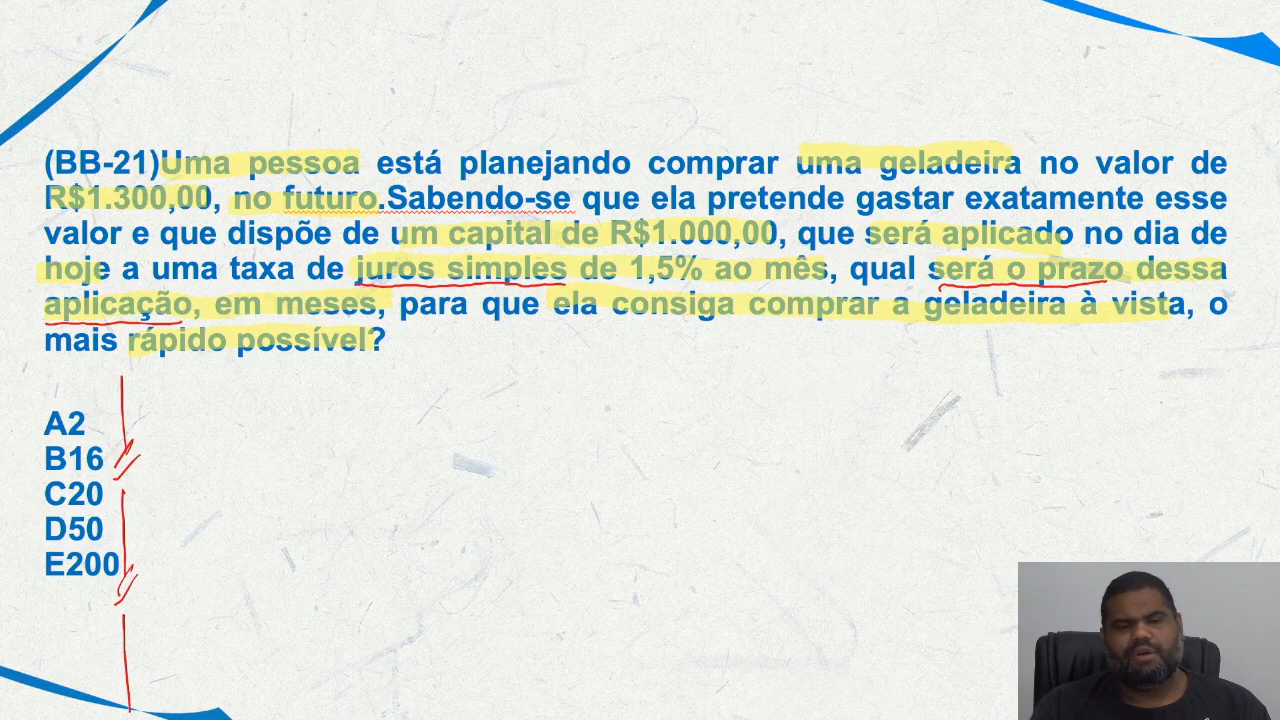 (BB-21)Uma pessoa está planejando comprar uma geladeira no valor de
R$1.300,00, no futuro.Sabendo-se que ela pretende gastar exatamente esse
valor e que dispõe de um capital de R$1.000,00, que será aplicado no dia de
hoje a uma taxa de juros simples de 1,5% ao mês, qual será o prazo dessa
aplicação, em meses, para que ela consiga comprar a geladeira à vista, o
mais rápido possível?
A2
B16
C20
D50
E200